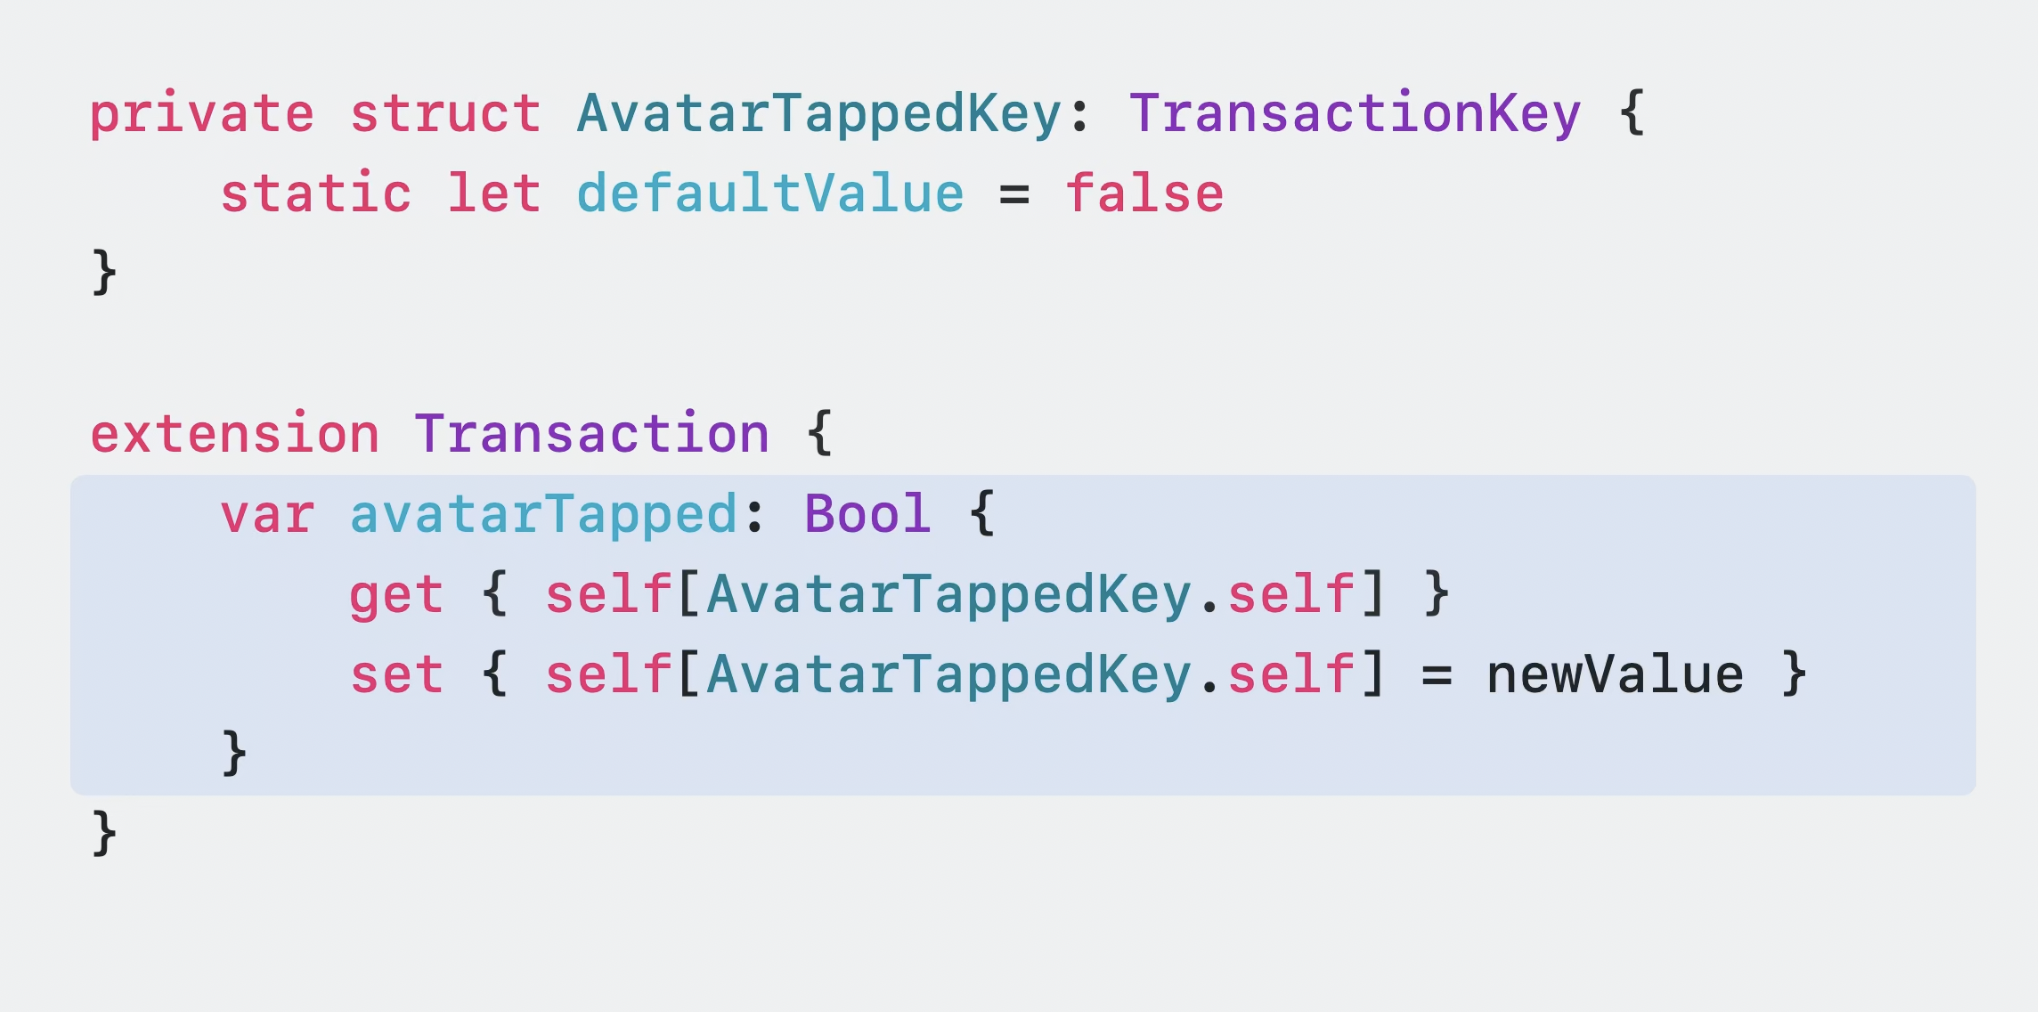 private struct AvatarTappedKey: TransactionKey {
    static let defaultValue = false
}
extension Transaction {
    var avatarTapped: Bool {
        get { self[AvatarTappedKey.self] }
        set { self[AvatarTappedKey.self] = newValue }
    }
}